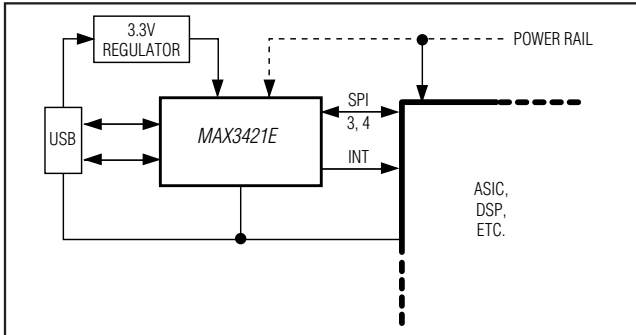 3.3V
REGULATOR
POWER RAIL
USB
MAX3421E
SPI
3, 4
INT
ASIC,
DSP,
ETC.